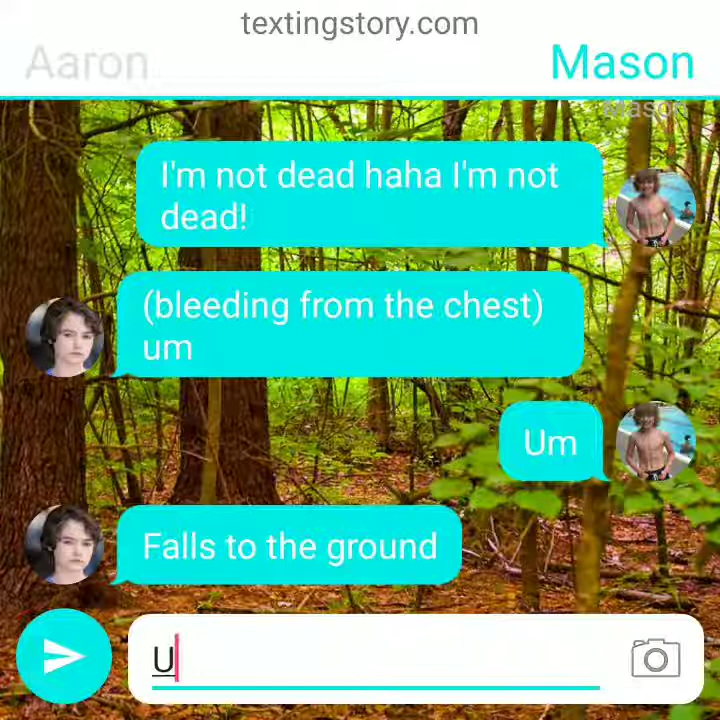 textingstory.com
Aaron
Mason
Mason
I'm not dead haha I'm not
dead!
(bleeding from the chest)
um
Um
Falls to the ground
U